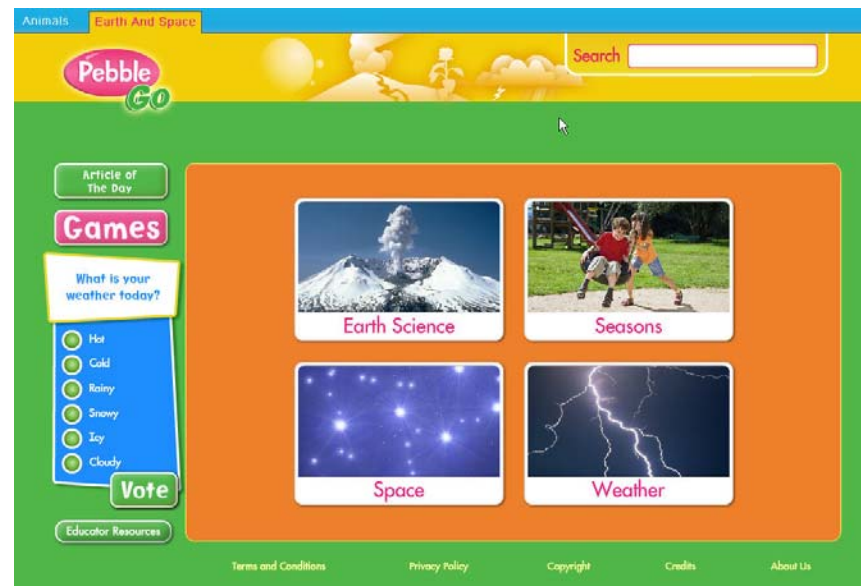 Animals Earth And Space
Search
Pebble
Go
Article of
The Day
Games
What is your
weather today?
Hot
Cold
Rainy
Snowy
Icy
Cloudy
Vote
Educator Resources
Earth Science
Seasons
Space
Weather
Terms and Conditions Privacy Policy Copyright Credits About Us